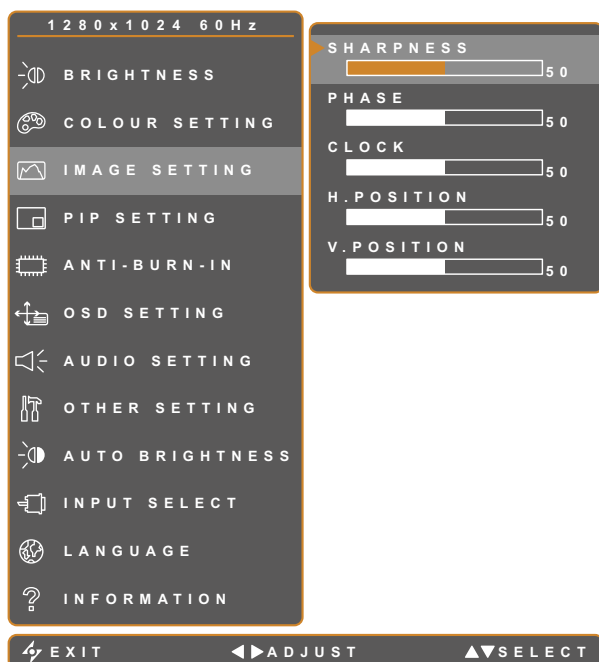 1280x1024 60Hz
BRIGHTNESS
COLOUR SETTING
IMAGE SETTING
PIP SETTING
ANTI-BURN-IN
OSD SETTING
AUDIO SETTING
OTHER SETTING
AUTO BRIGHTNESS
INPUT SELECT
LANGUAGE
INFORMATION
SHARPNESS
50
PHASE
50
CLOCK
50
H.POSITION
50
V.POSITION
50
EXIT ADJUST SELECT